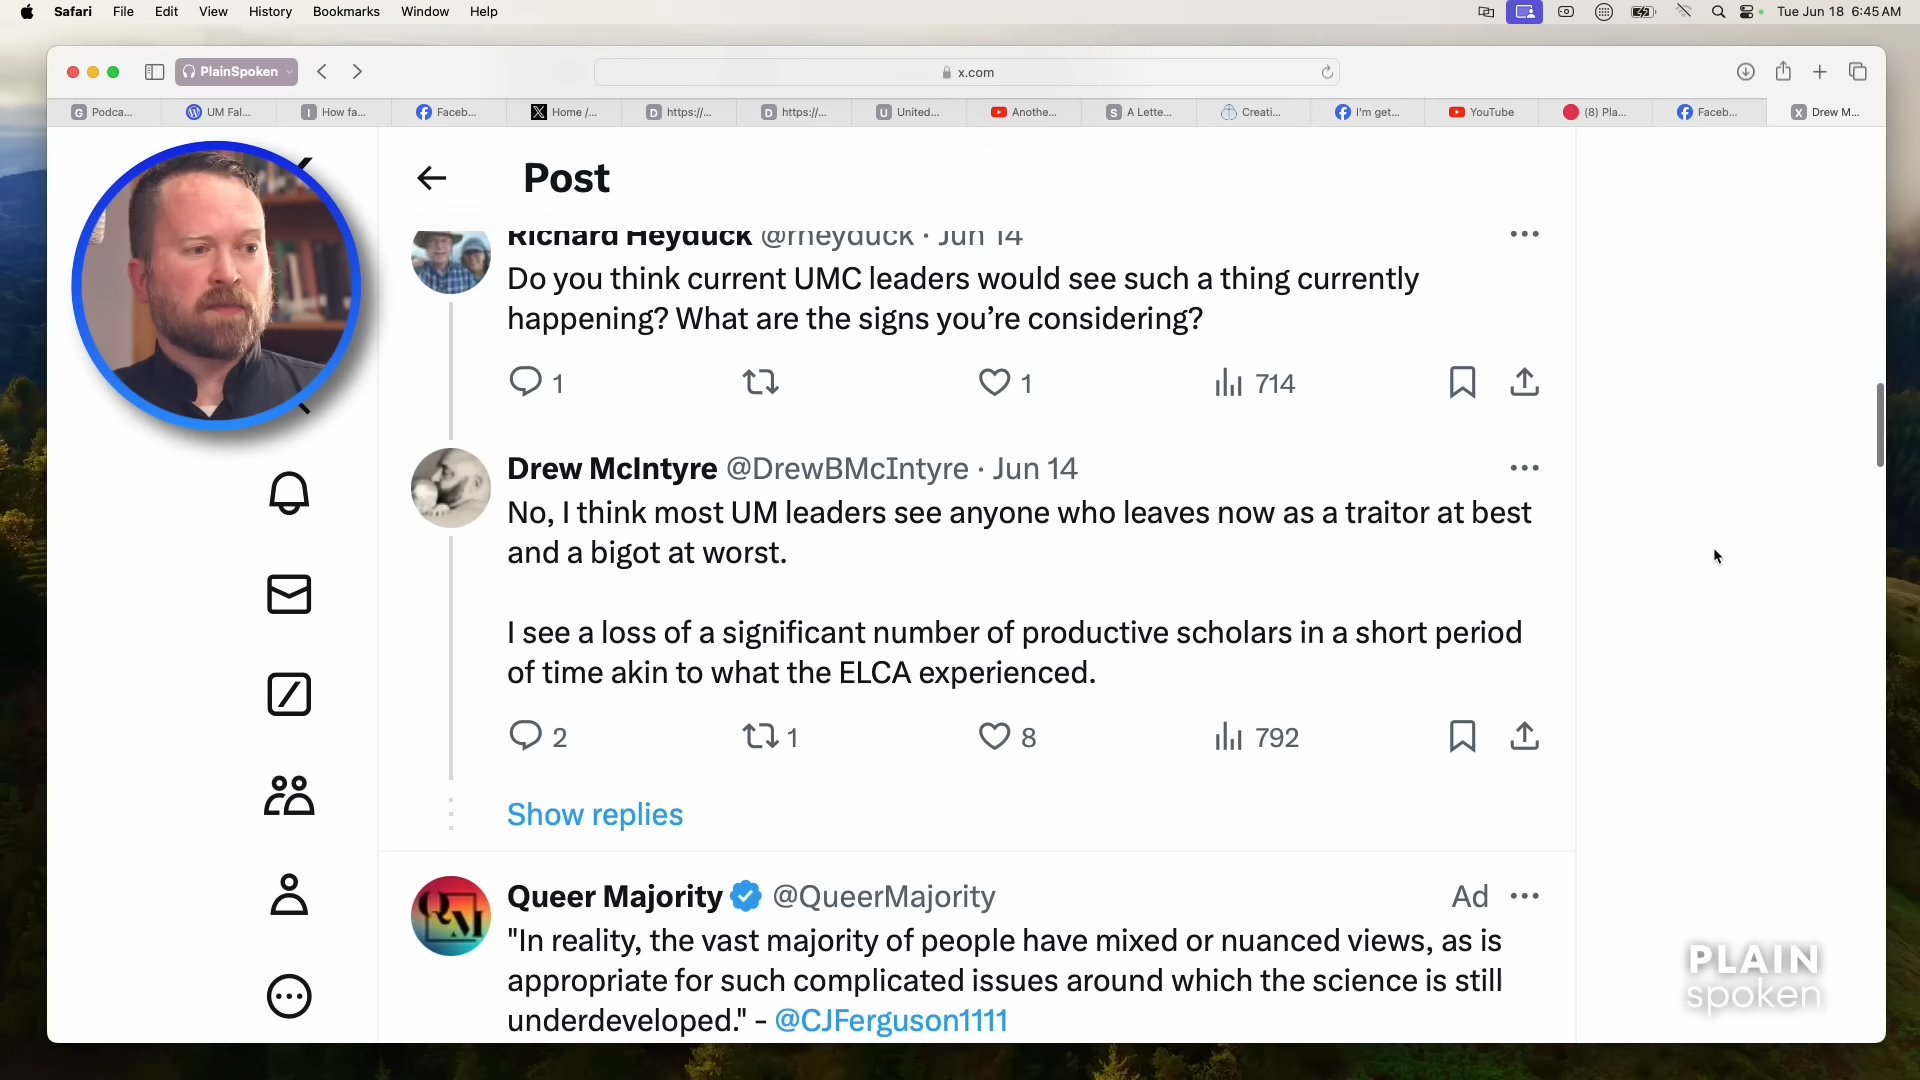 Safari File Edit View History Bookmarks Window Help Tue Jun 18 6:45 AM
PlainSpoken x.com
Podca... UM Fal... How fa... Faceb... Home /... https://... https://... United... Anothe... A Lette... Creati... I'm get... YouTube (8) Pla... Faceb... Drew M...
Post
Richard Heyduck @rheyduck · Jun 14
Do you think current UMC leaders would see such a thing currently
happening? What are the signs you're considering?
1 1 714
Drew McIntyre @DrewBMcIntyre · Jun 14
No, I think most UM leaders see anyone who leaves now as a traitor at best
and a bigot at worst.
I see a loss of a significant number of productive scholars in a short period
of time akin to what the ELCA experienced.
2 1 8 792
Show replies
QM
Queer Majority @QueerMajority Ad
"In reality, the vast majority of people have mixed or nuanced views, as is
appropriate for such complicated issues around which the science is still
underdeveloped." - @CJFerguson1111
PLAIN
spoken